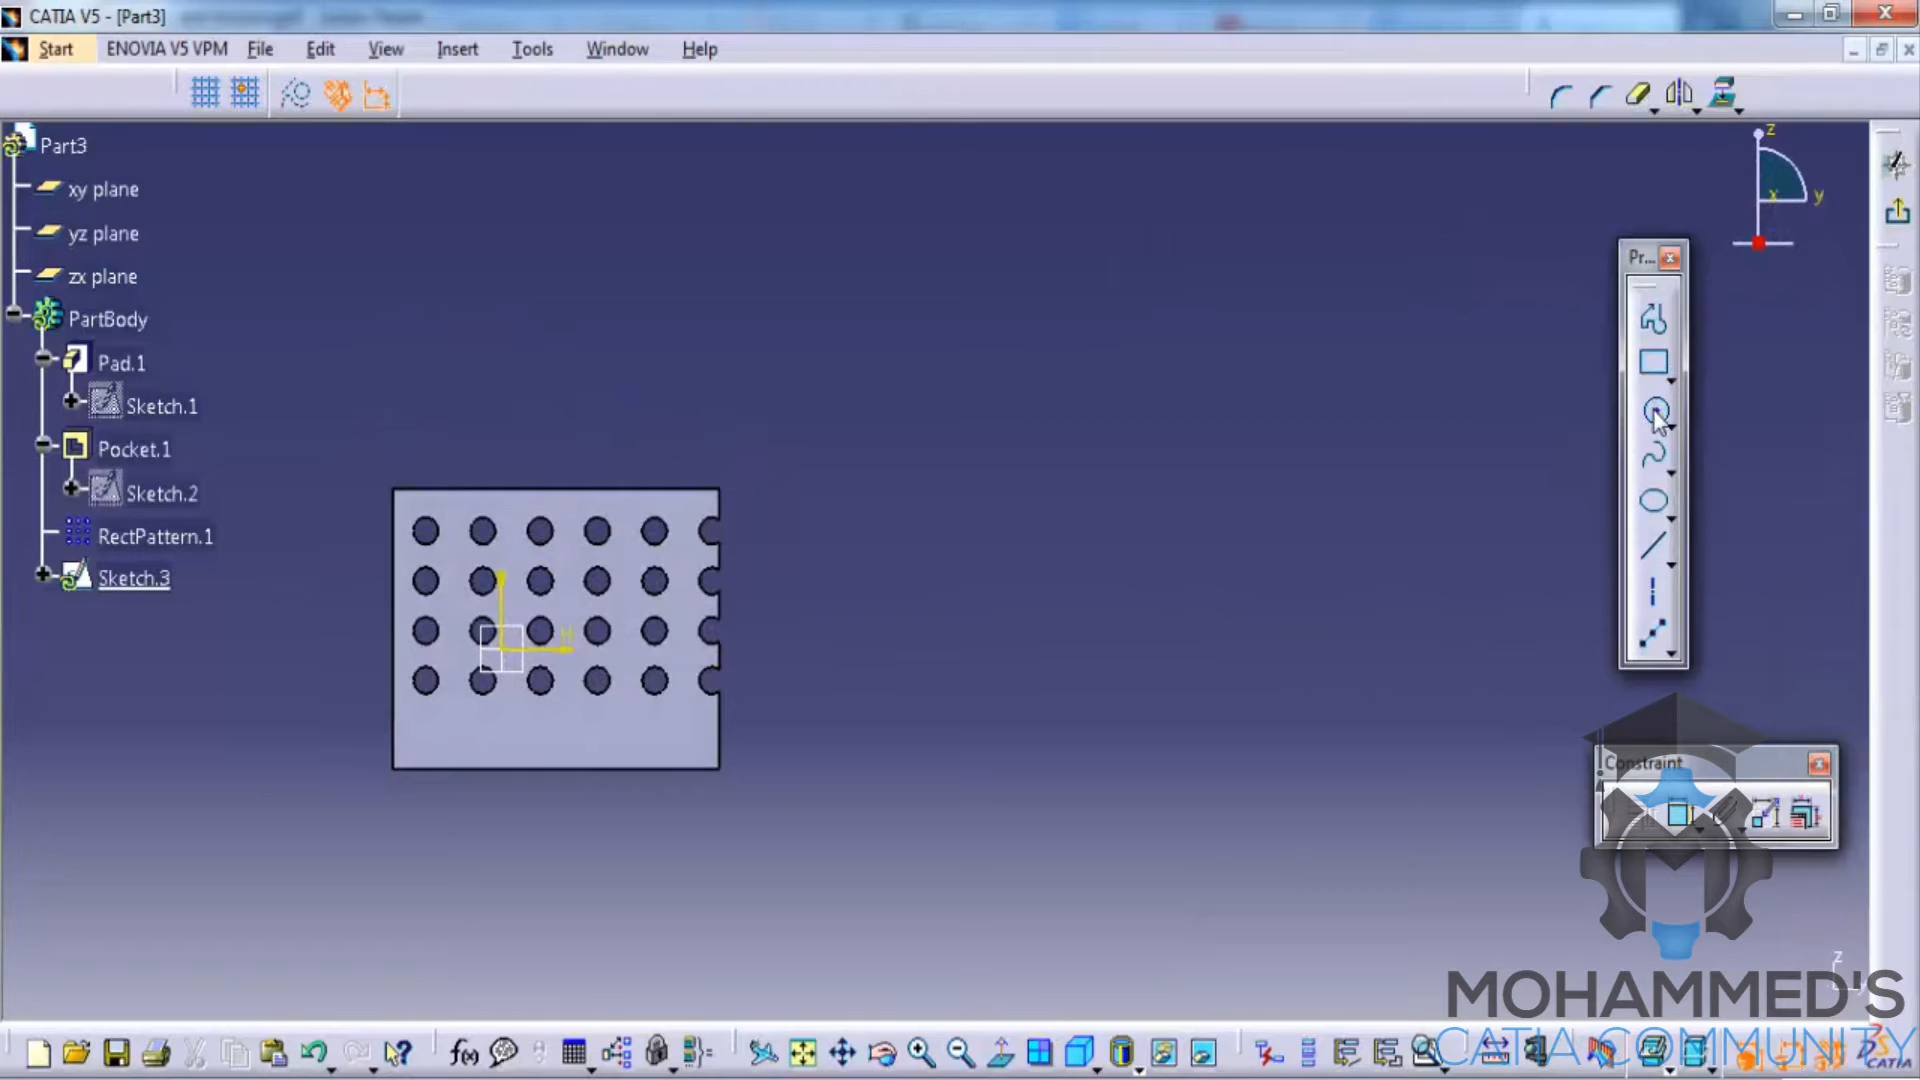 CATIA V5 - [Part3]
Start ENOVIA V5 VPM File Edit View Insert Tools Window Help
Part3
xy plane
yz plane
zx plane
PartBody
Pad.1
Sketch.1
Pocket.1
Sketch.2
RectPattern.1
Sketch.3
H
z
x
y
Pr...
Constraint
z
f(x)
MOHAMMED'S
CATIA COMMUNITY
CATIA